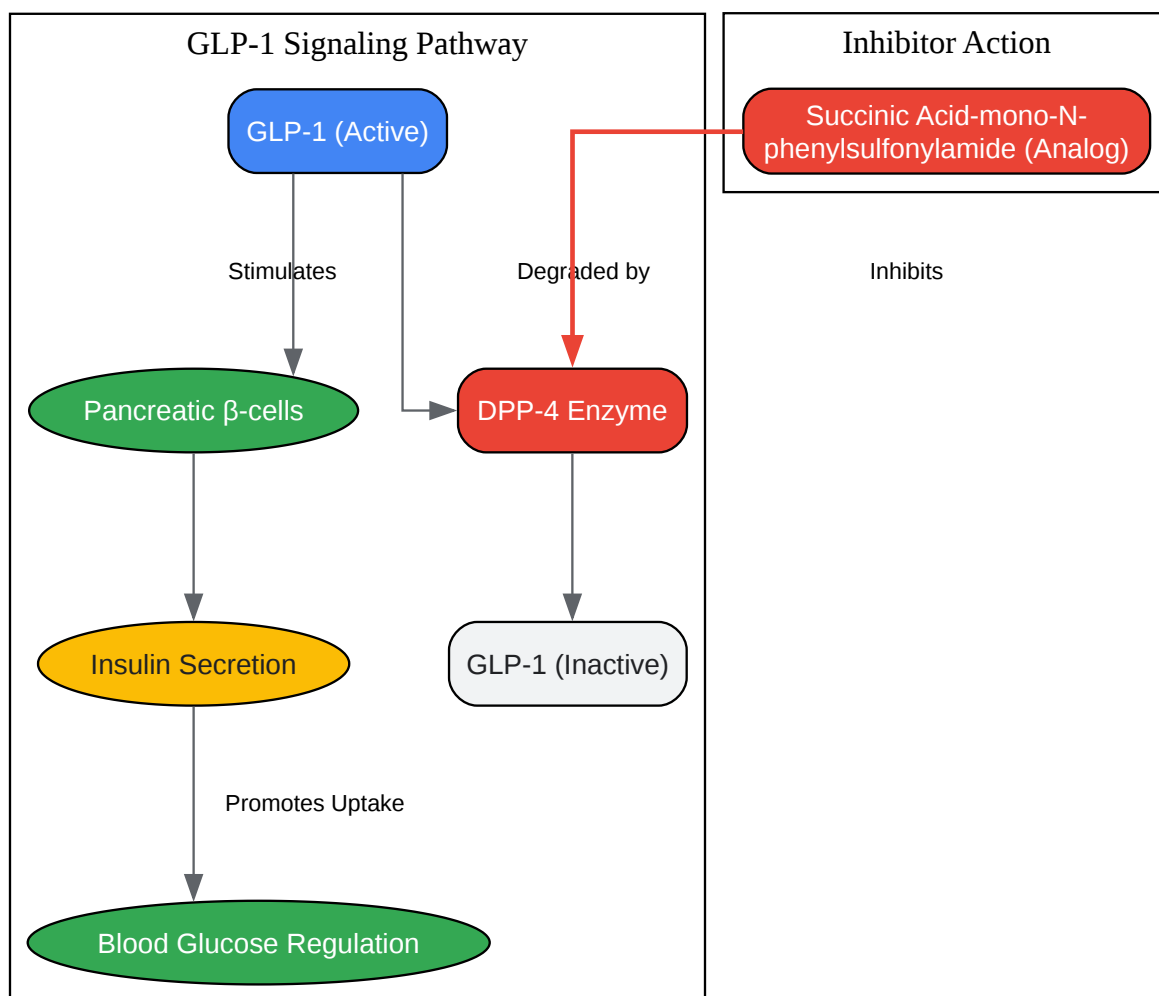 GLP-1 Signaling Pathway
Inhibitor Action
GLP-1 (Active)
Succinic Acid-mono-N-
phenylsulfonylamide (Analog)
Stimulates
Degraded by
Inhibits
Pancreatic β-cells
DPP-4 Enzyme
Insulin Secretion
GLP-1 (Inactive)
Promotes Uptake
Blood Glucose Regulation